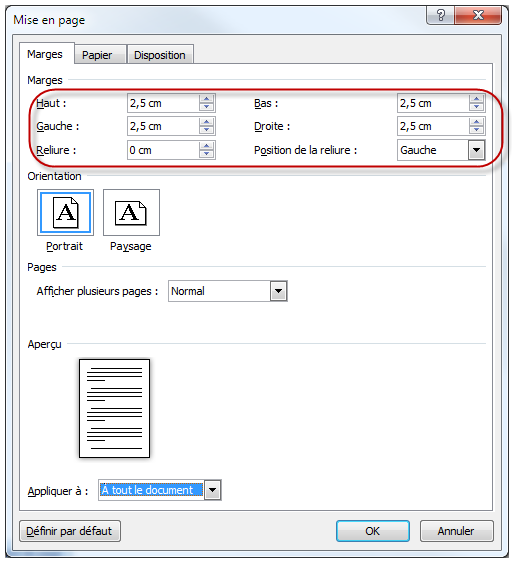 Mise en page
Marges Papier Disposition
Marges
Haut : 2,5 cm Bas : 2,5 cm
Gauche : 2,5 cm Droite : 2,5 cm
Reliure : 0 cm Position de la reliure : Gauche
Orientation
A A
Portrait Paysage
Pages
Afficher plusieurs pages : Normal
Aperçu
Appliquer à : À tout le document
Définir par défaut OK Annuler